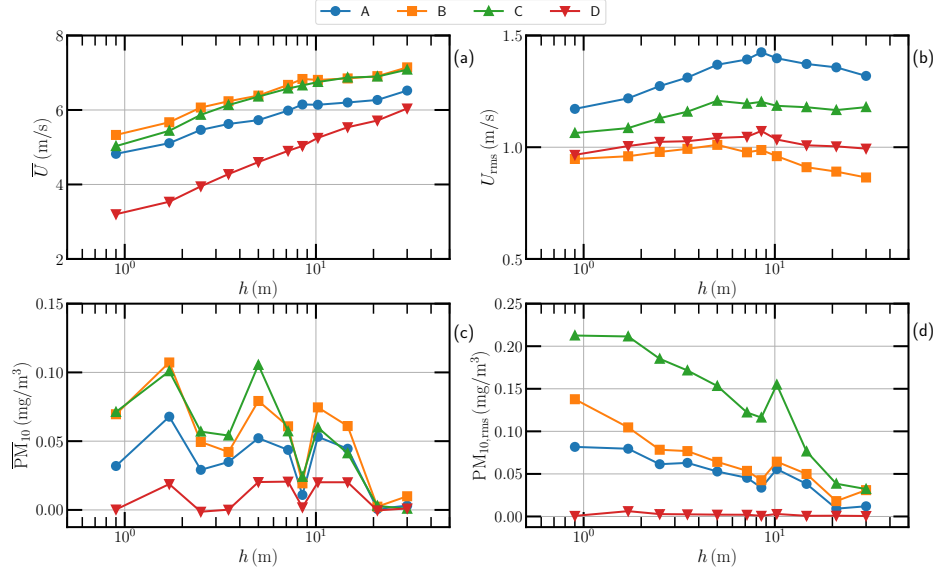 A B C D
8
6
4
2
U̅ (m/s)
10⁰ 10¹
h (m)
(a)
1.5
1.0
0.5
U_rms (m/s)
10⁰ 10¹
h (m)
(b)
0.15
0.10
0.05
0.00
P̅M̅₁₀ (mg/m³)
10⁰ 10¹
h (m)
(c)
0.25
0.20
0.15
0.10
0.05
0.00
PM₁₀,rms (mg/m³)
10⁰ 10¹
h (m)
(d)